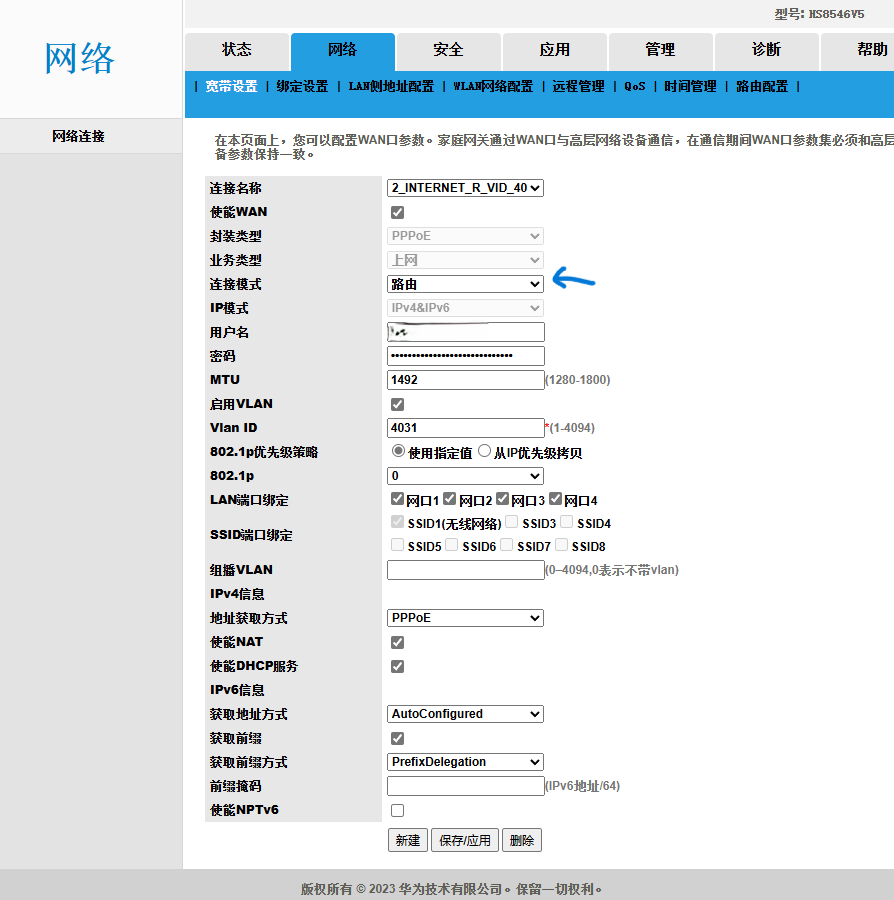 型号: HS8546V5
网络
状态 网络 安全 应用 管理 诊断 帮助
| 宽带设置 | 绑定设置 | LAN侧地址配置 | WLAN网络配置 | 远程管理 | QoS | 时间管理 | 路由配置 |
网络连接
在本页面上，您可以配置WAN口参数。家庭网关通过WAN口与高层网络设备通信，在通信期间WAN口参数集必须和高层
备参数保持一致。
连接名称 2_INTERNET_R_VID_40
使能WAN
封装类型 PPPoE
业务类型 上网
连接模式 路由
IP模式 IPv4&IPv6
用户名
密码 ••••••••••••••••••••••••••••••
MTU 1492 (1280-1800)
启用VLAN
Vlan ID 4031 *(1-4094)
802.1p优先级策略 使用指定值 从IP优先级拷贝
802.1p 0
LAN端口绑定 网口1 网口2 网口3 网口4
SSID端口绑定 SSID1(无线网络) SSID3 SSID4
SSID5 SSID6 SSID7 SSID8
组播VLAN (0–4094,0表示不带vlan)
IPv4信息
地址获取方式 PPPoE
使能NAT
使能DHCP服务
IPv6信息
获取地址方式 AutoConfigured
获取前缀
获取前缀方式 PrefixDelegation
前缀掩码 (IPv6地址/64)
使能NPTv6
新建 保存/应用 删除
版权所有 © 2023 华为技术有限公司。保留一切权利。